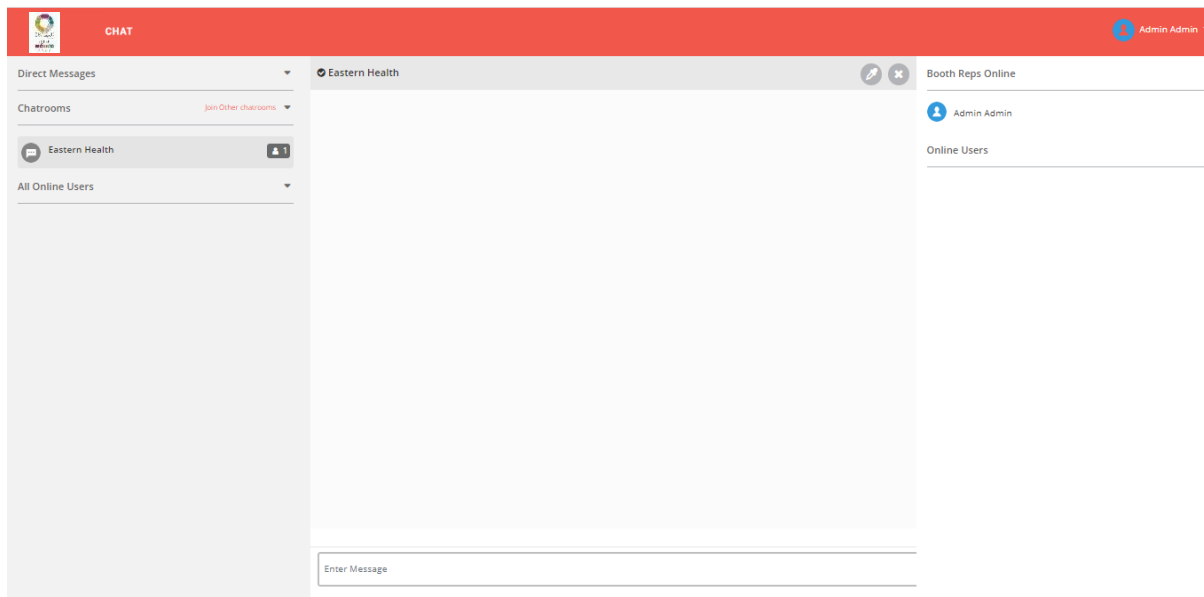 CHAT
Admin Admin
Direct Messages
Chatrooms
Join Other chatrooms
Eastern Health
1
All Online Users
Eastern Health
Enter Message
Booth Reps Online
Admin Admin
Online Users